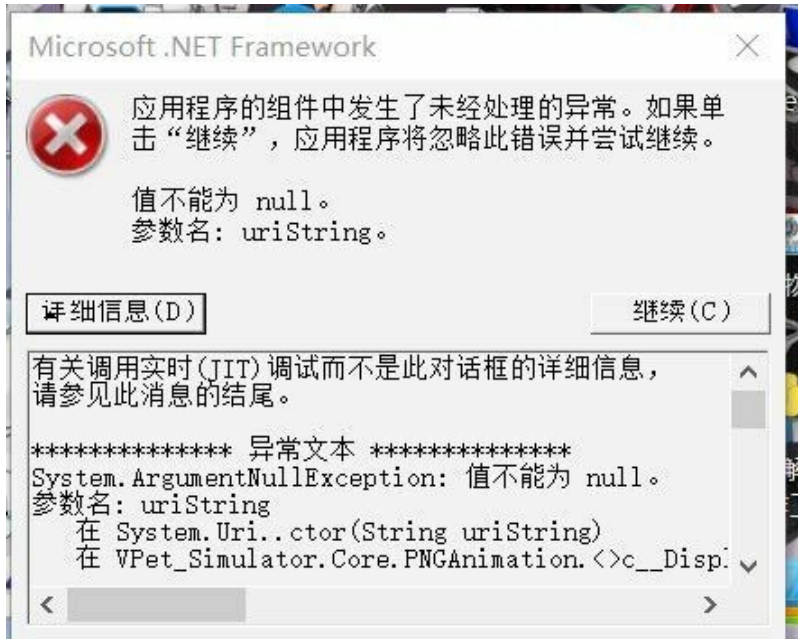 Microsoft .NET Framework
应用程序的组件中发生了未经处理的异常。如果单
击“继续”，应用程序将忽略此错误并尝试继续。
值不能为 null。
参数名: uriString。
详细信息(D)
继续(C)
有关调用实时(JIT)调试而不是此对话框的详细信息，
请参见此消息的结尾。
************** 异常文本 **************
System.ArgumentNullException: 值不能为 null。
参数名: uriString
在 System.Uri..ctor(String uriString)
在 VPet_Simulator.Core.PNGAnimation.<>c__Disp